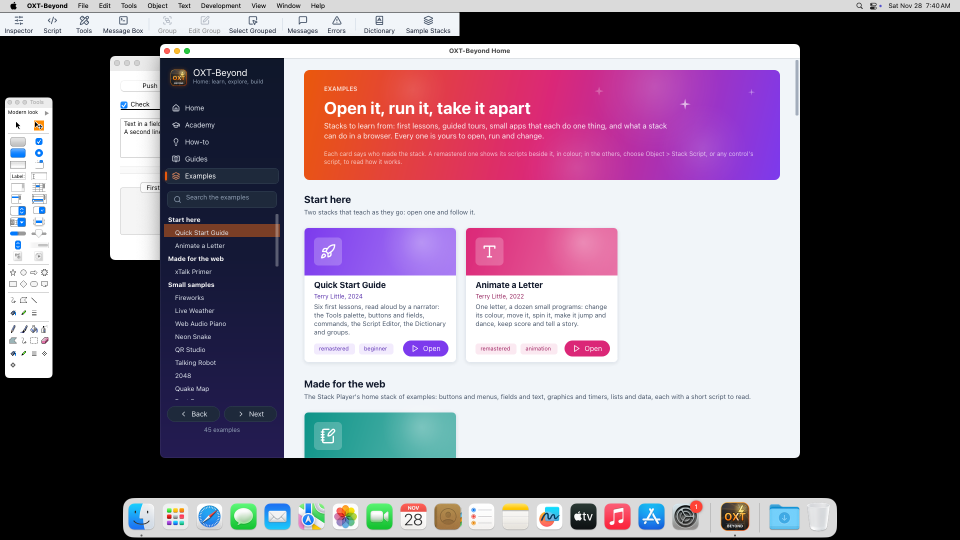 OXT-Beyond File Edit Tools Object Text Development View Window Help Sat Nov 28 7:40 AM
Inspector Script Tools Message Box Group Edit Group Select Grouped Messages Errors Dictionary Sample Stacks
OXT-Beyond Home
OXT-Beyond
Home: learn, explore, build
Home
Academy
How-to
Guides
Examples
Search the examples
Start here
Quick Start Guide
Animate a Letter
Made for the web
xTalk Primer
Small samples
Fireworks
Live Weather
Web Audio Piano
Neon Snake
QR Studio
Talking Robot
2048
Quake Map
Back Next
45 examples
EXAMPLES
Open it, run it, take it apart
Stacks to learn from: first lessons, guided tours, small apps that each do one thing, and what a stack
can do in a browser. Every one is yours to open, run and change.
Each card says who made the stack. A remastered one shows its scripts beside it, in colour; in the others, choose Object > Stack Script, or any control's
script, to read how it works.
Start here
Two stacks that teach as they go: open one and follow it.
Quick Start Guide
Terry Little, 2024
Six first lessons, read aloud by a narrator:
the Tools palette, buttons and fields,
commands, the Script Editor, the Dictionary
and groups.
remastered beginner Open
Animate a Letter
Terry Little, 2022
One letter, a dozen small programs: change
its colour, move it, spin it, make it jump and
dance, keep score and tell a story.
remastered animation Open
Made for the web
The Stack Player's home stack of examples: buttons and menus, fields and text, graphics and timers, lists and data, each with a short script to read.
Push
Check
Text in a field
A second line
First
Tools
Modern look
Label:
NOV
28
tv
1
OXT
BEYOND